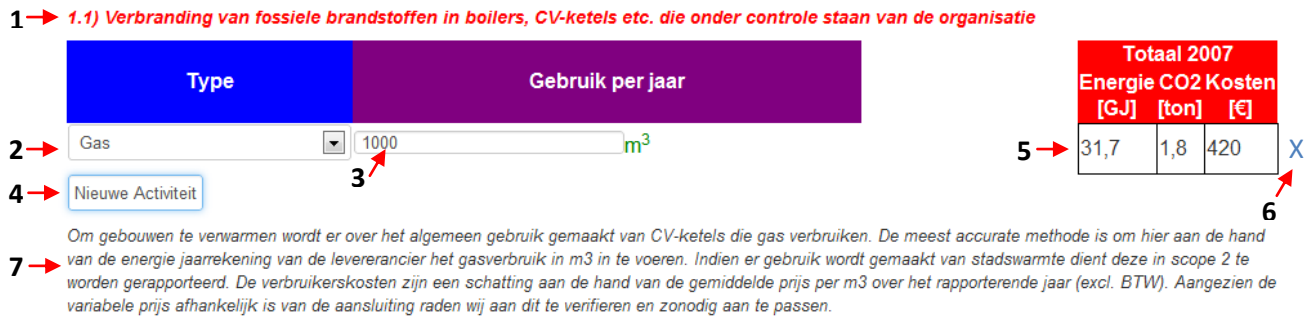 1 1.1) Verbranding van fossiele brandstoffen in boilers, CV-ketels etc. die onder controle staan van de organisatie
Type Gebruik per jaar
Totaal 2007
Energie CO2 Kosten
[GJ] [ton] [€]
2 Gas 1000 m³
3
5 31,7 1,8 420 X
4 Nieuwe Activiteit
6
Om gebouwen te verwarmen wordt er over het algemeen gebruik gemaakt van CV-ketels die gas verbruiken. De meest accurate methode is om hier aan de hand
7 van de energie jaarrekening van de levererancier het gasverbruik in m3 in te voeren. Indien er gebruik wordt gemaakt van stadswarmte dient deze in scope 2 te
worden gerapporteerd. De verbruikerskosten zijn een schatting aan de hand van de gemiddelde prijs per m3 over het rapporterende jaar (excl. BTW). Aangezien de
variabele prijs afhankelijk is van de aansluiting raden wij aan dit te verifieren en zonodig aan te passen.